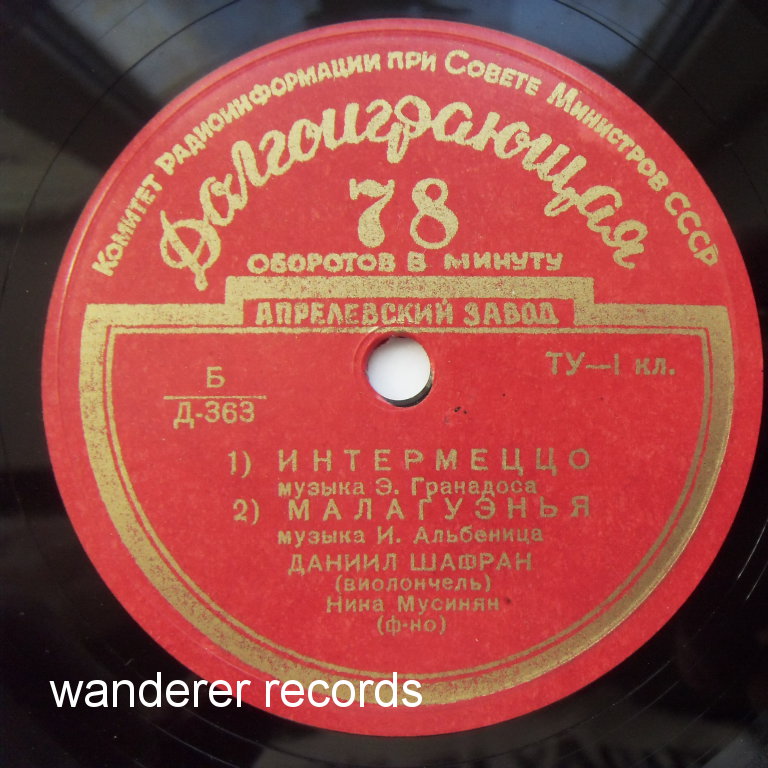 Комитет радиоинформации при Совете Министров СССР
Долгоиграющая
78
ОБОРОТОВ В МИНУТУ
АПРЕЛЕВСКИЙ ЗАВОД
ТУ—I кл.
Б
Д-363
1) ИНТЕРМЕЦЦО
музыка Э. Гранадоса
2) МАЛАГУЭНЬЯ
музыка И. Альбеница
ДАНИИЛ ШАФРАН
(виолончель)
Нина Мусинян
(ф-но)
wanderer records